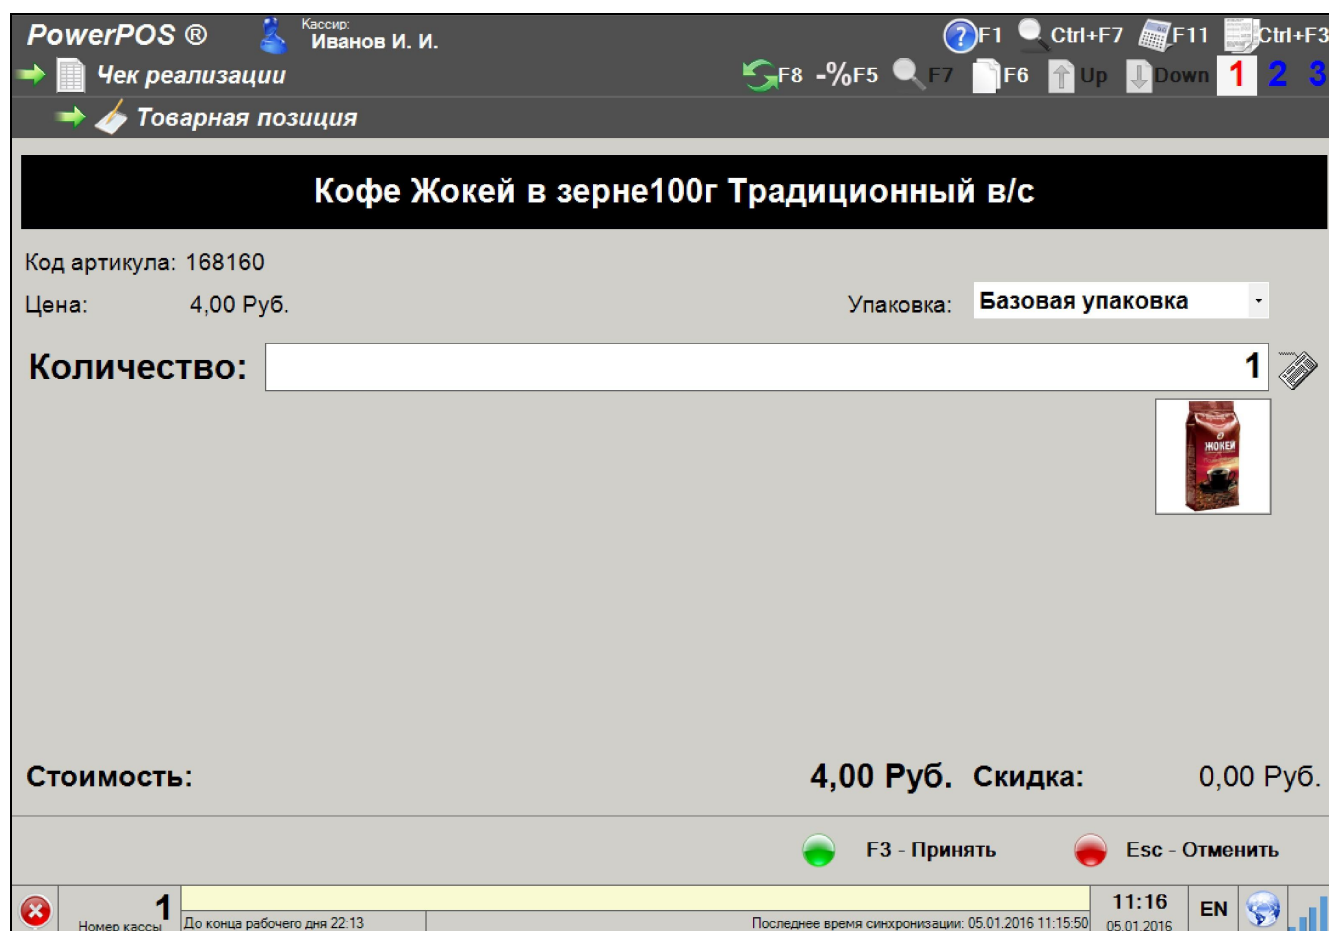 PowerPOS ® Кассир: Иванов И. И. F1 Ctrl+F7 F11 Ctrl+F3
Чек реализации F8 -%F5 F7 F6 Up Down 1 2 3
Товарная позиция
Кофе Жокей в зерне100г Традиционный в/с
Код артикула: 168160
Цена: 4,00 Руб. Упаковка: Базовая упаковка
Количество: 1
ЖОКЕЙ
Стоимость: 4,00 Руб. Скидка: 0,00 Руб.
F3 - Принять Esc - Отменить
1 11:16 EN
Номер кассы До конца рабочего дня 22:13 Последнее время синхронизации: 05.01.2016 11:15:50 05.01.2016